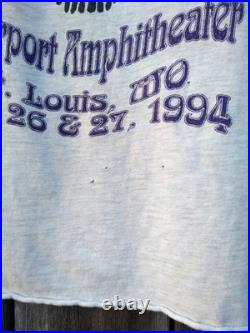 rport Amphitheater
. Louis, MO.
26 & 27, 1994